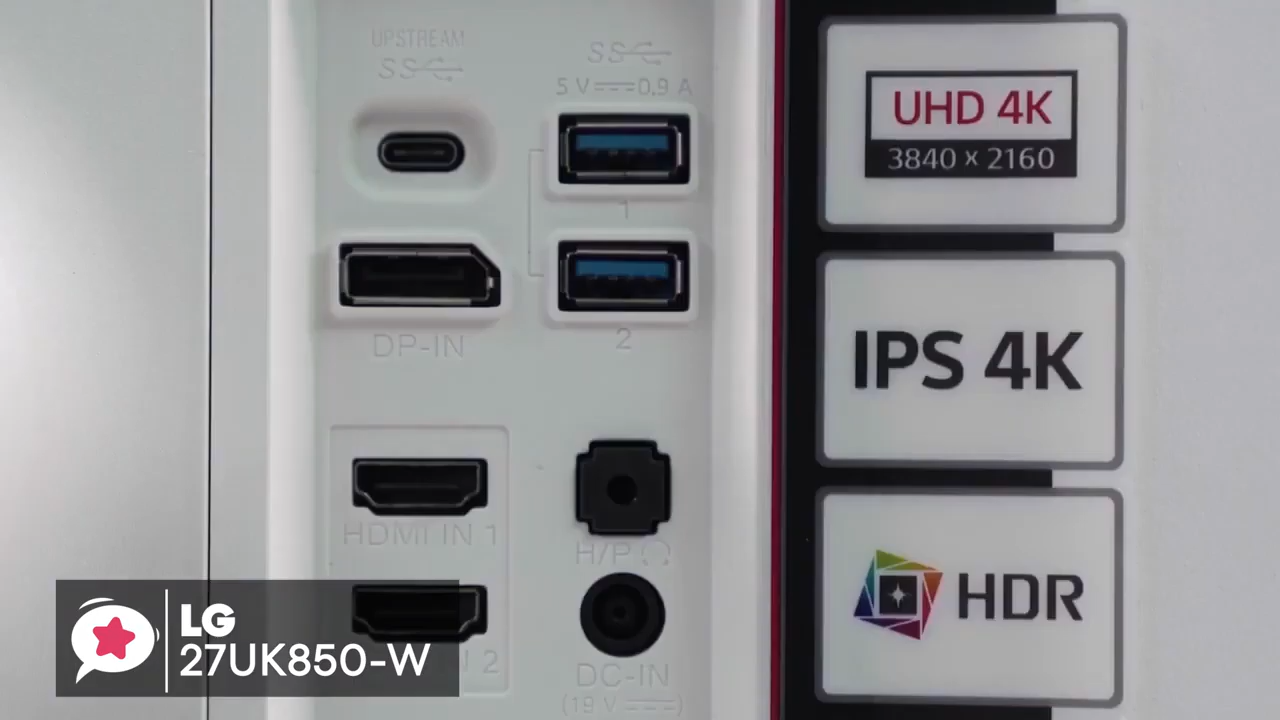 UPSTREAM
SS
SS
5 V⎓0.9 A
1
DP-IN
2
HDMI IN 1
H/P
2
DC-IN
(19 V⎓)
UHD 4K
3840 x 2160
IPS 4K
HDR
LG
27UK850-W